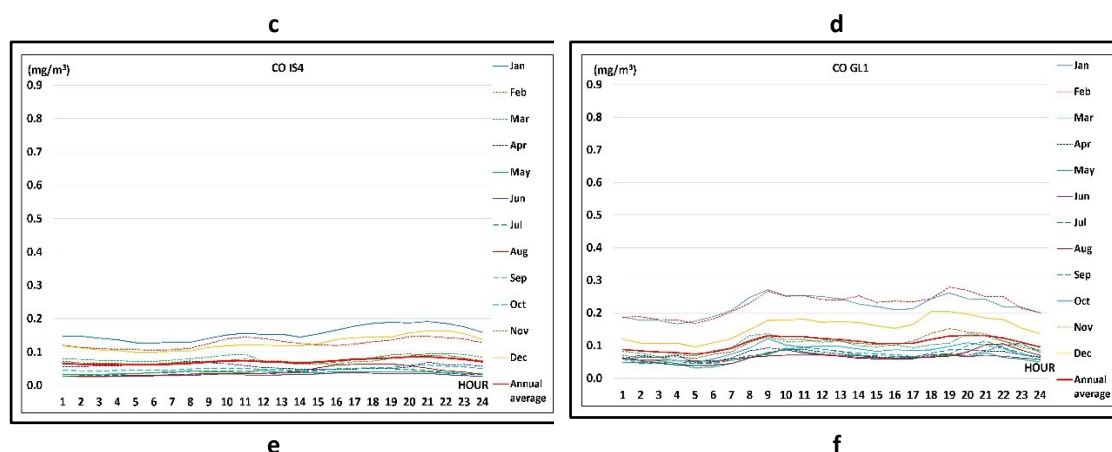 c
d
(mg/m³)
CO IS4
0.9
0.8
0.7
0.6
0.5
0.4
0.3
0.2
0.1
0.0
HOUR
1 2 3 4 5 6 7 8 9 10 11 12 13 14 15 16 17 18 19 20 21 22 23 24
Jan
Feb
Mar
Apr
May
Jun
Jul
Aug
Sep
Oct
Nov
Dec
Annual
average
(mg/m³)
CO GL1
0.9
0.8
0.7
0.6
0.5
0.4
0.3
0.2
0.1
0.0
HOUR
1 2 3 4 5 6 7 8 9 10 11 12 13 14 15 16 17 18 19 20 21 22 23 24
Jan
Feb
Mar
Apr
May
Jun
Jul
Aug
Sep
Oct
Nov
Dec
Annual
average
e
f